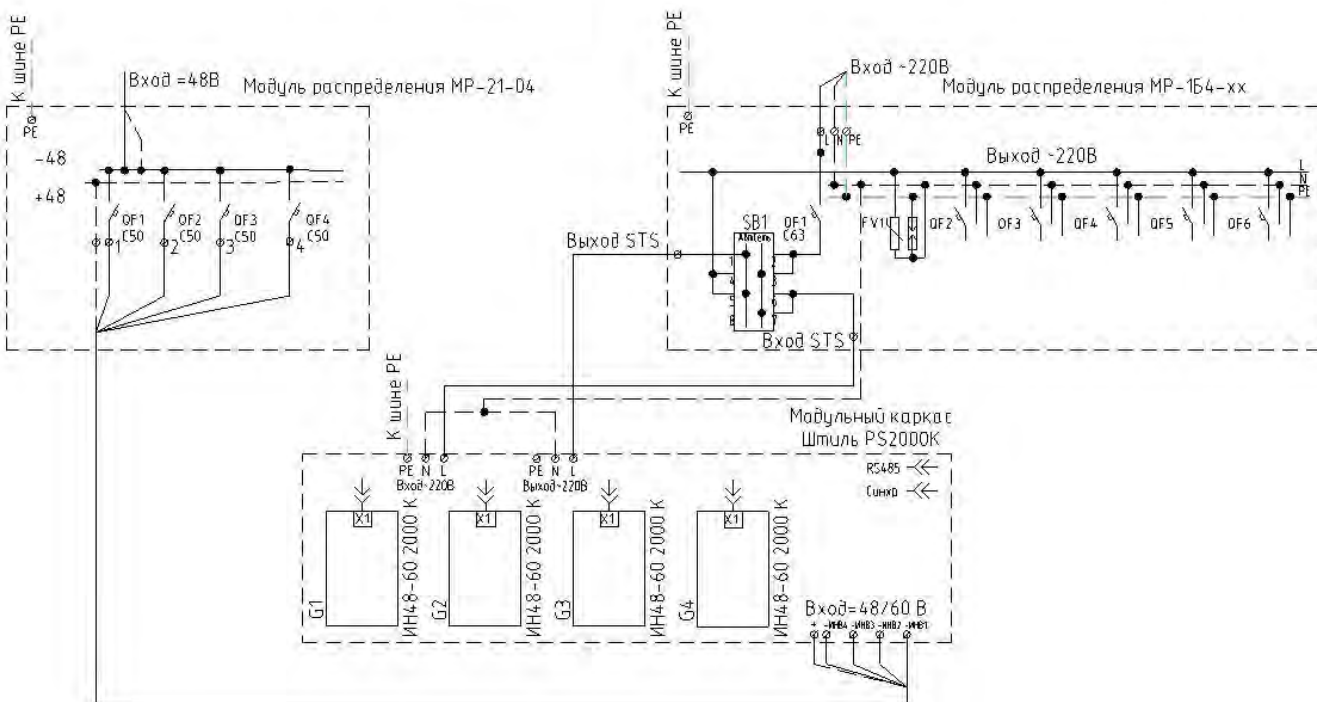 К шине PE
Вход =48В
Модуль распределения МР-21-04
PE
-48
+48
QF1
C50
QF2
C50
QF3
C50
QF4
C50
1
2
3
4
К шине PE
Вход ~220В
Модуль распределения МР-1Б4-хх
PE
L
N
PE
Выход ~220В
L
N
PE
SB1
QF1
C63
FV1
QF2
QF3
QF4
QF5
QF6
Выход STS
Вход STS
К шине PE
Модульный каркас
Штиль PS2000K
PE N L
Вход~220В
PE N L
Выход~220В
RS485
Синхр
X1
X1
X1
X1
G1
ИН48-60 2000 К
G2
ИН48-60 2000 К
G3
ИН48-60 2000 К
G4
ИН48-60 2000 К
Вход=48/60 В
+ -ИНВ4 -ИНВ3 -ИНВ2 -ИНВ1